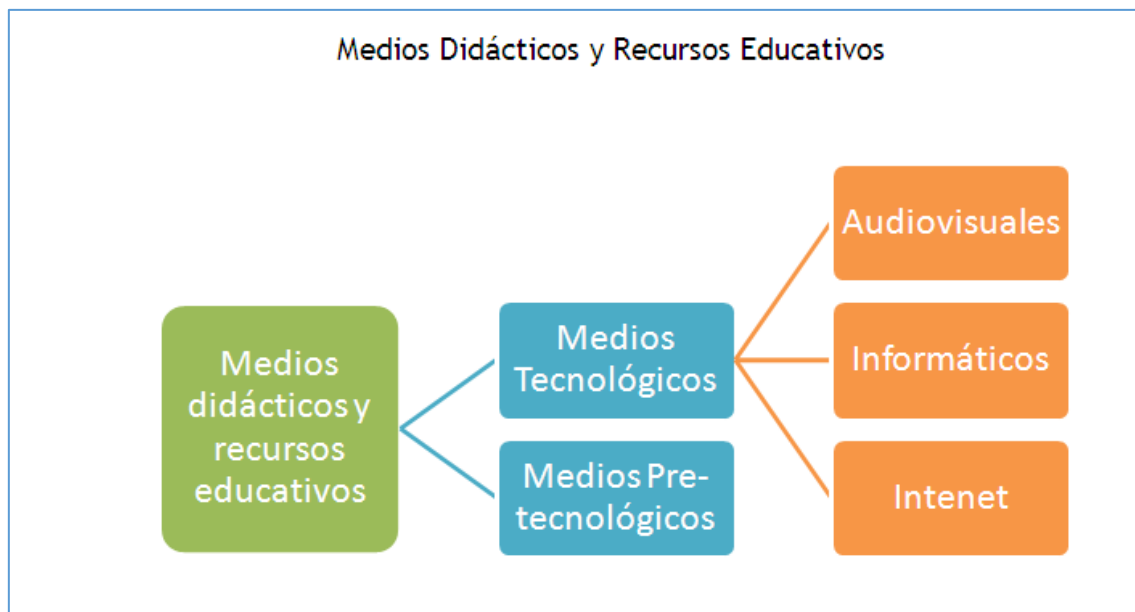 Medios Didácticos y Recursos Educativos
Medios
didácticos y
recursos
educativos
Medios
Tecnológicos
Medios Pre-
tecnológicos
Audiovisuales
Informáticos
Intenet